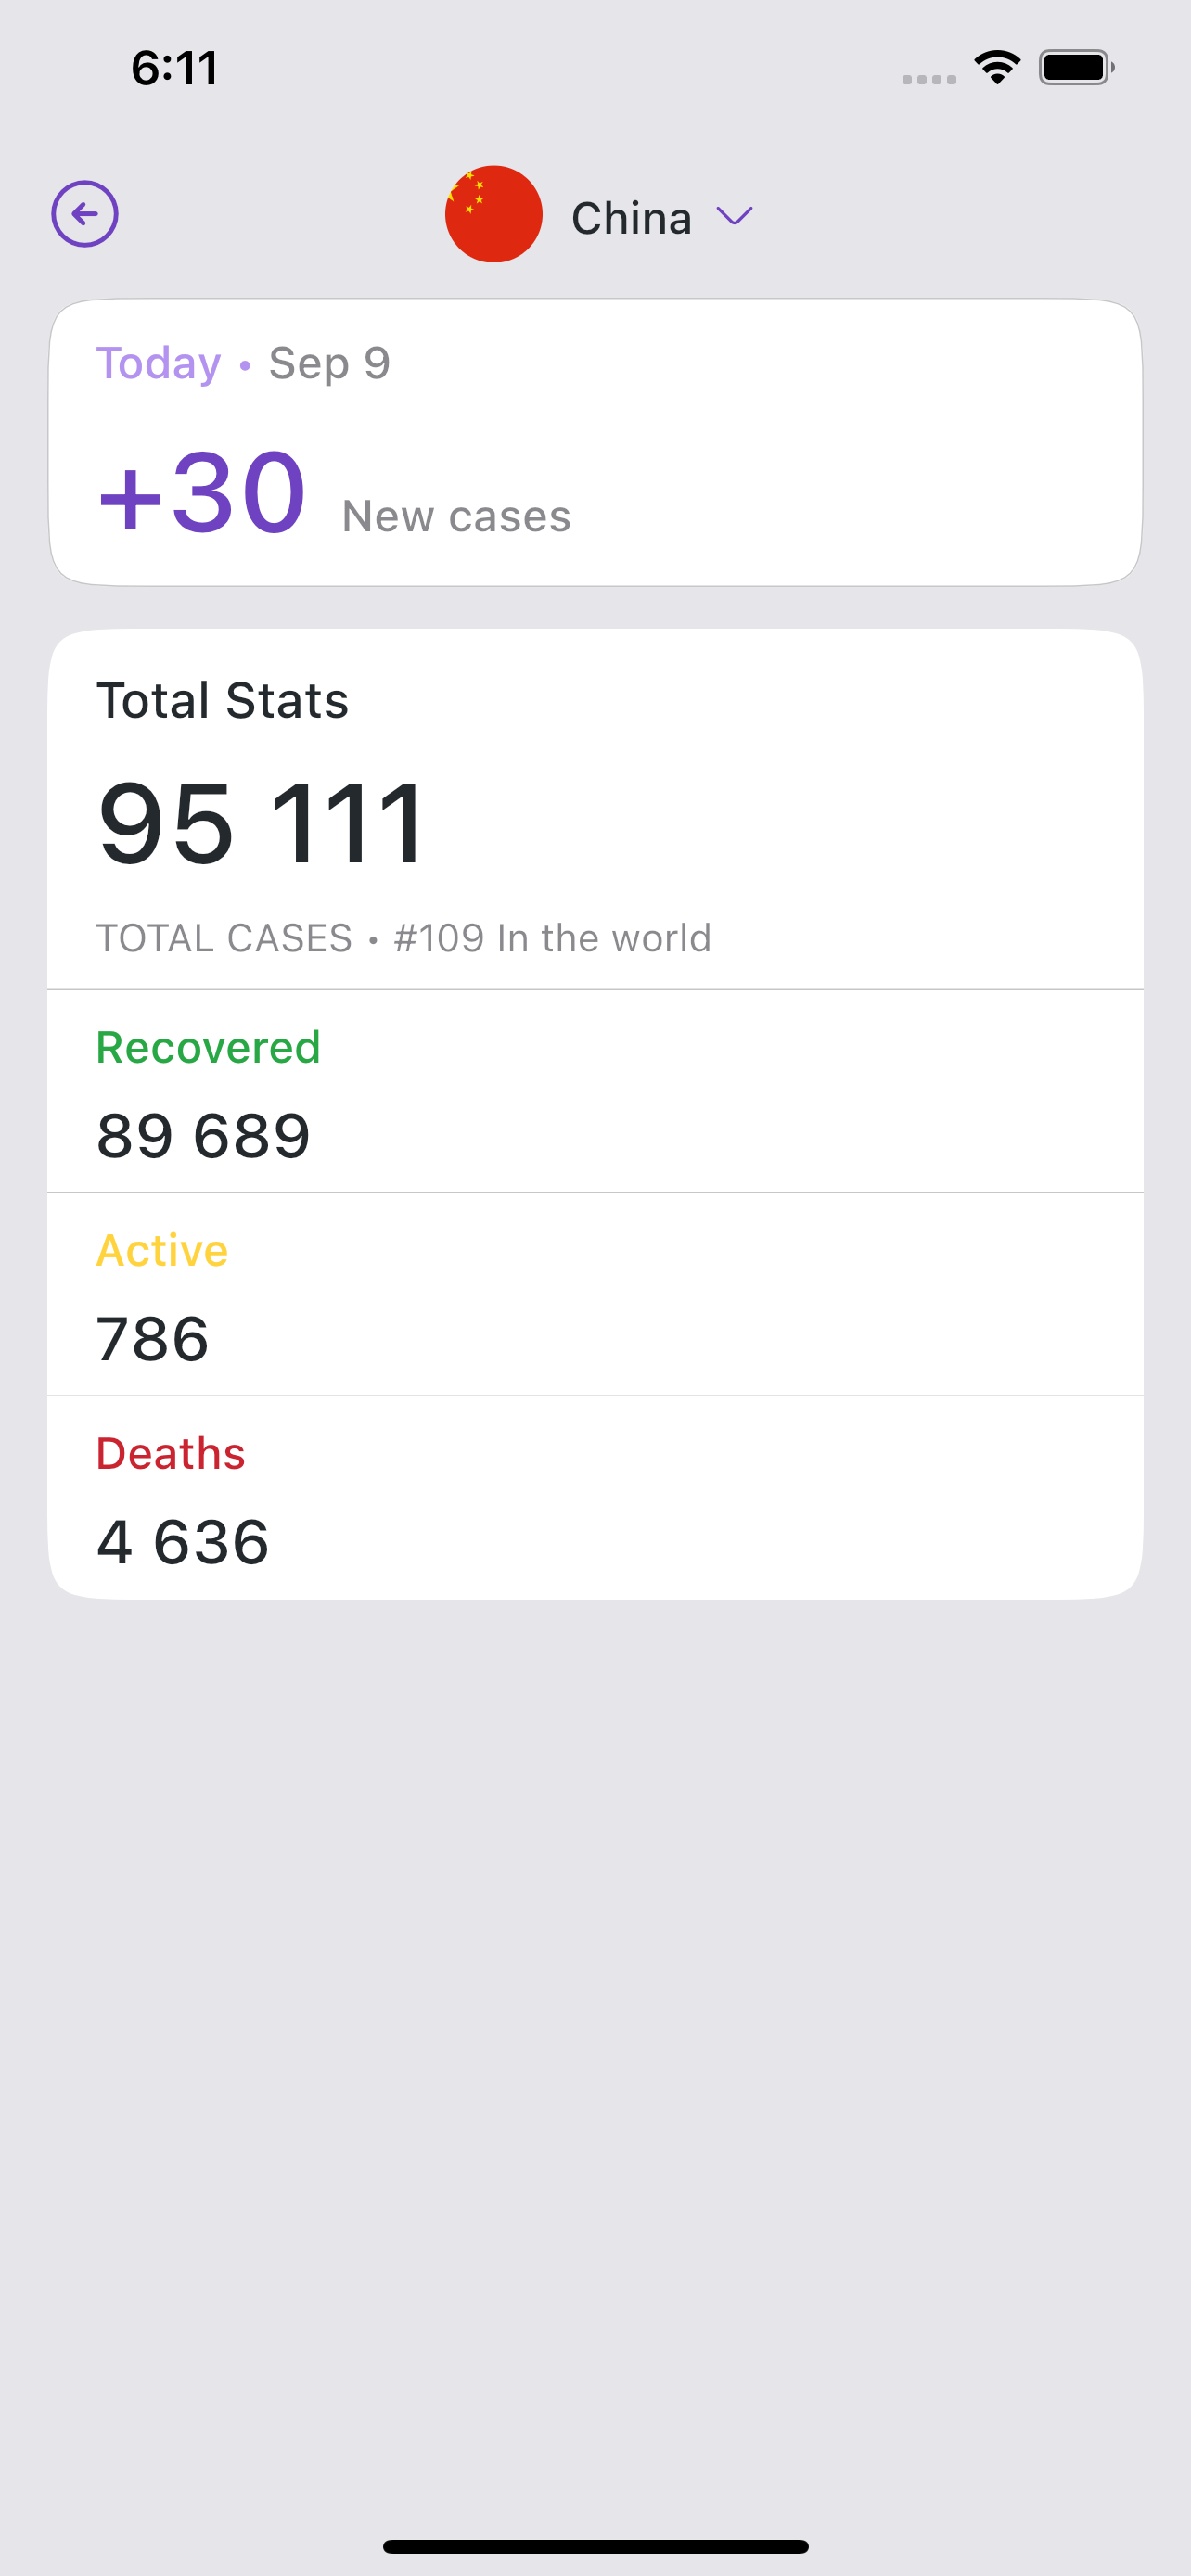 6:11
China
Today • Sep 9
+30 New cases
Total Stats
95 111
TOTAL CASES • #109 In the world
Recovered
89 689
Active
786
Deaths
4 636